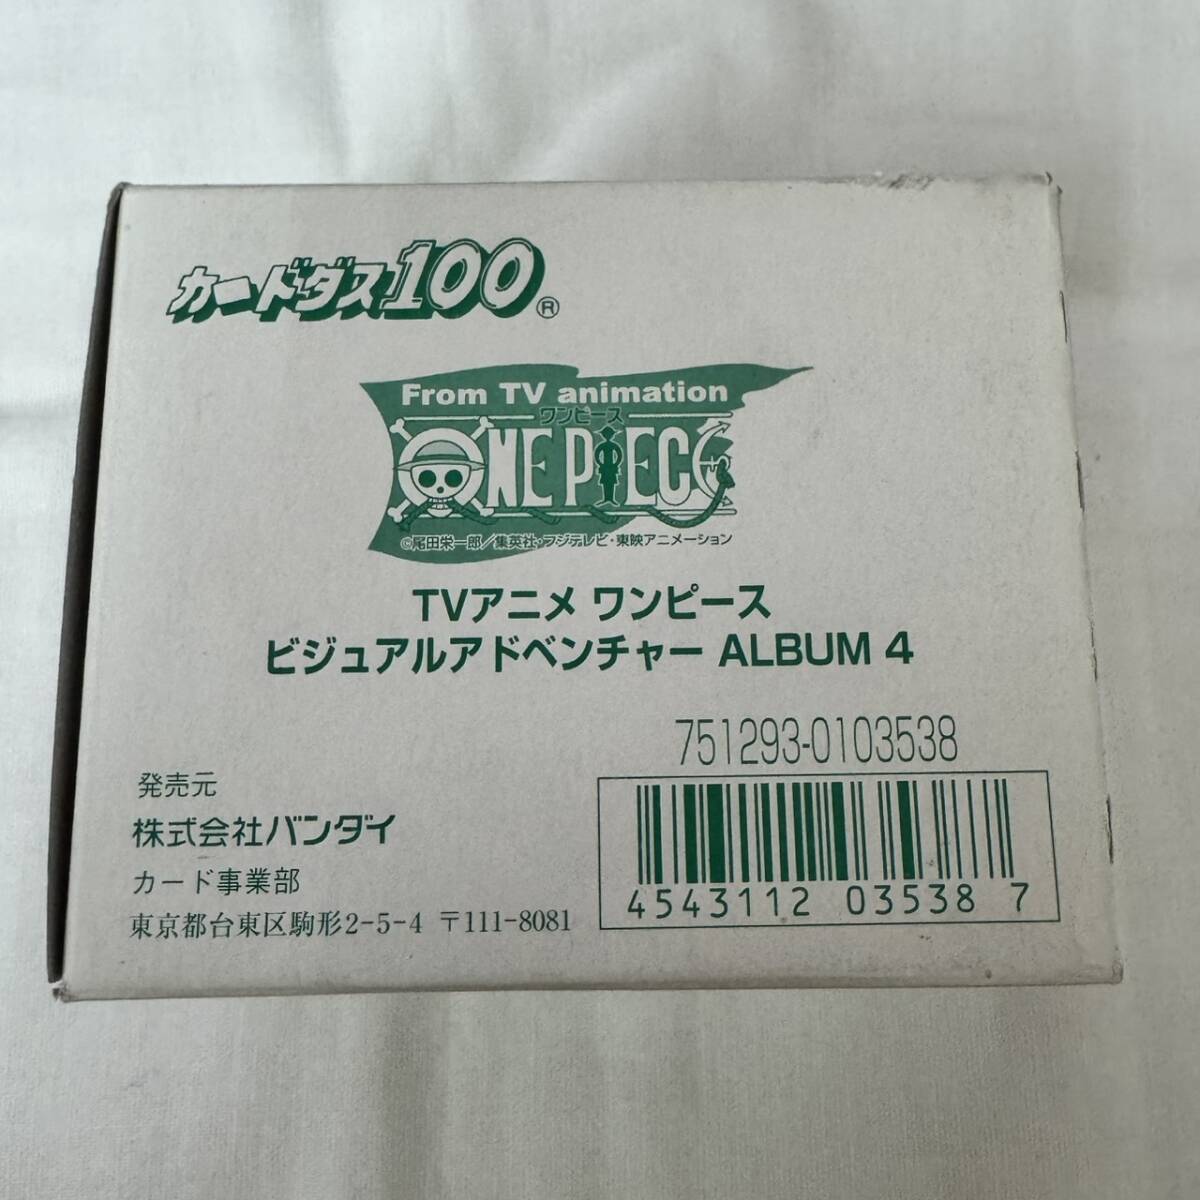 カードダス100®
From TV animation
ワンピース
ONE PIECE
©尾田栄一郎／集英社・フジテレビ・東映アニメーション
TVアニメ ワンピース
ビジュアルアドベンチャー ALBUM 4
751293-0103538
発売元
株式会社バンダイ
カード事業部
東京都台東区駒形2-5-4 〒111-8081
4543112 03538 7